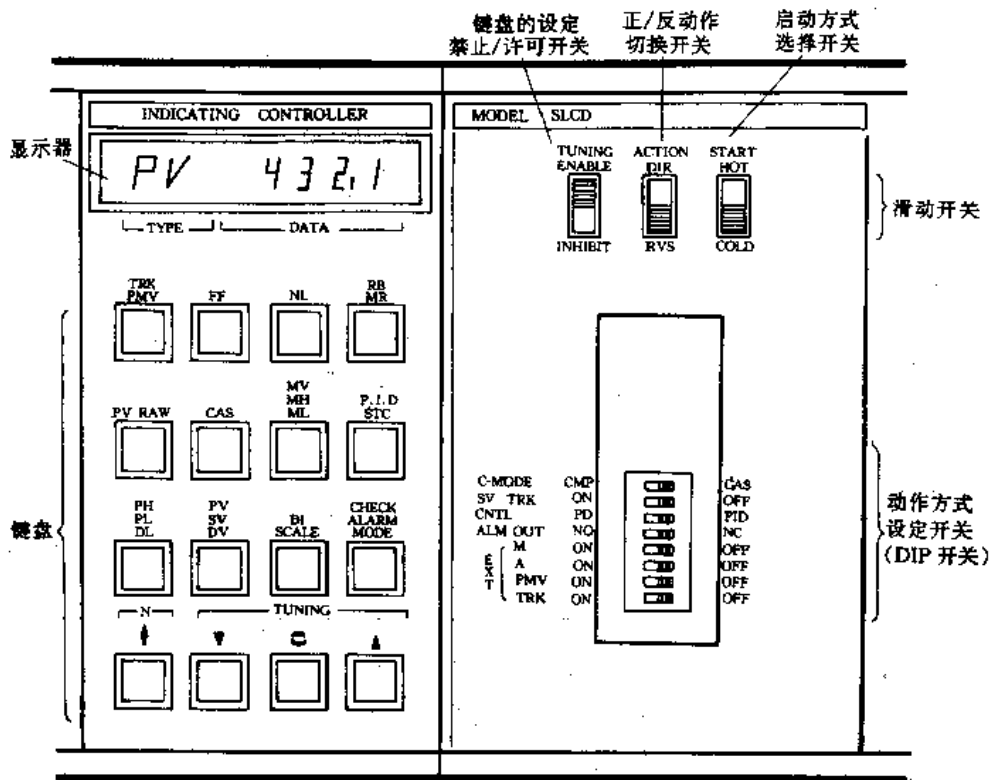 键盘的设定
禁止/许可开关
正/反动作
切换开关
启动方式
选择开关
INDICATING CONTROLLER
MODEL SLCD
显示器
PV 432.1
TYPE DATA
TUNING
ENABLE
INHIBIT
ACTION
DIR
RVS
START
HOT
COLD
滑动开关
TRK
PMV
FF
NL
RB
MR
PV RAW
CAS
MV
MH
ML
P.I.D
STC
键盘
PH
PL
DL
PV
SV
DV
BI
SCALE
CHECK
ALARM
MODE
N
TUNING
C-MODE CMP GAS
SV TRK ON OFF
CNTL PD PID
ALM OUT NO NC
EXT
M ON OFF
A ON OFF
PMV ON OFF
TRK ON OFF
动作方式
设定开关
(DIP 开关)